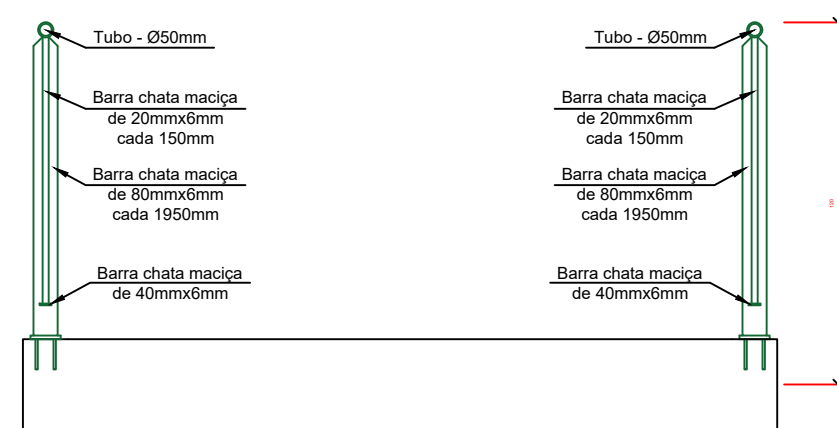 Tubo - Ø50mm
Barra chata maciça
de 20mmx6mm
cada 150mm
Barra chata maciça
de 80mmx6mm
cada 1950mm
Barra chata maciça
de 40mmx6mm
Tubo - Ø50mm
Barra chata maciça
de 20mmx6mm
cada 150mm
Barra chata maciça
de 80mmx6mm
cada 1950mm
Barra chata maciça
de 40mmx6mm
120